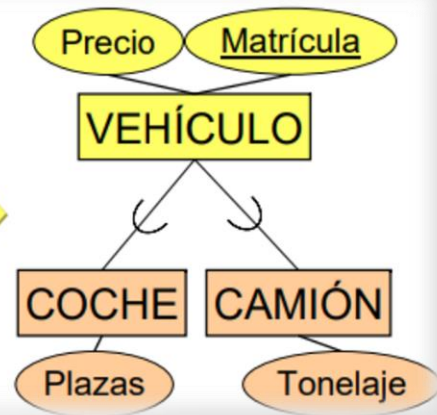 Precio
Matrícula
VEHÍCULO
COCHE
CAMIÓN
Plazas
Tonelaje